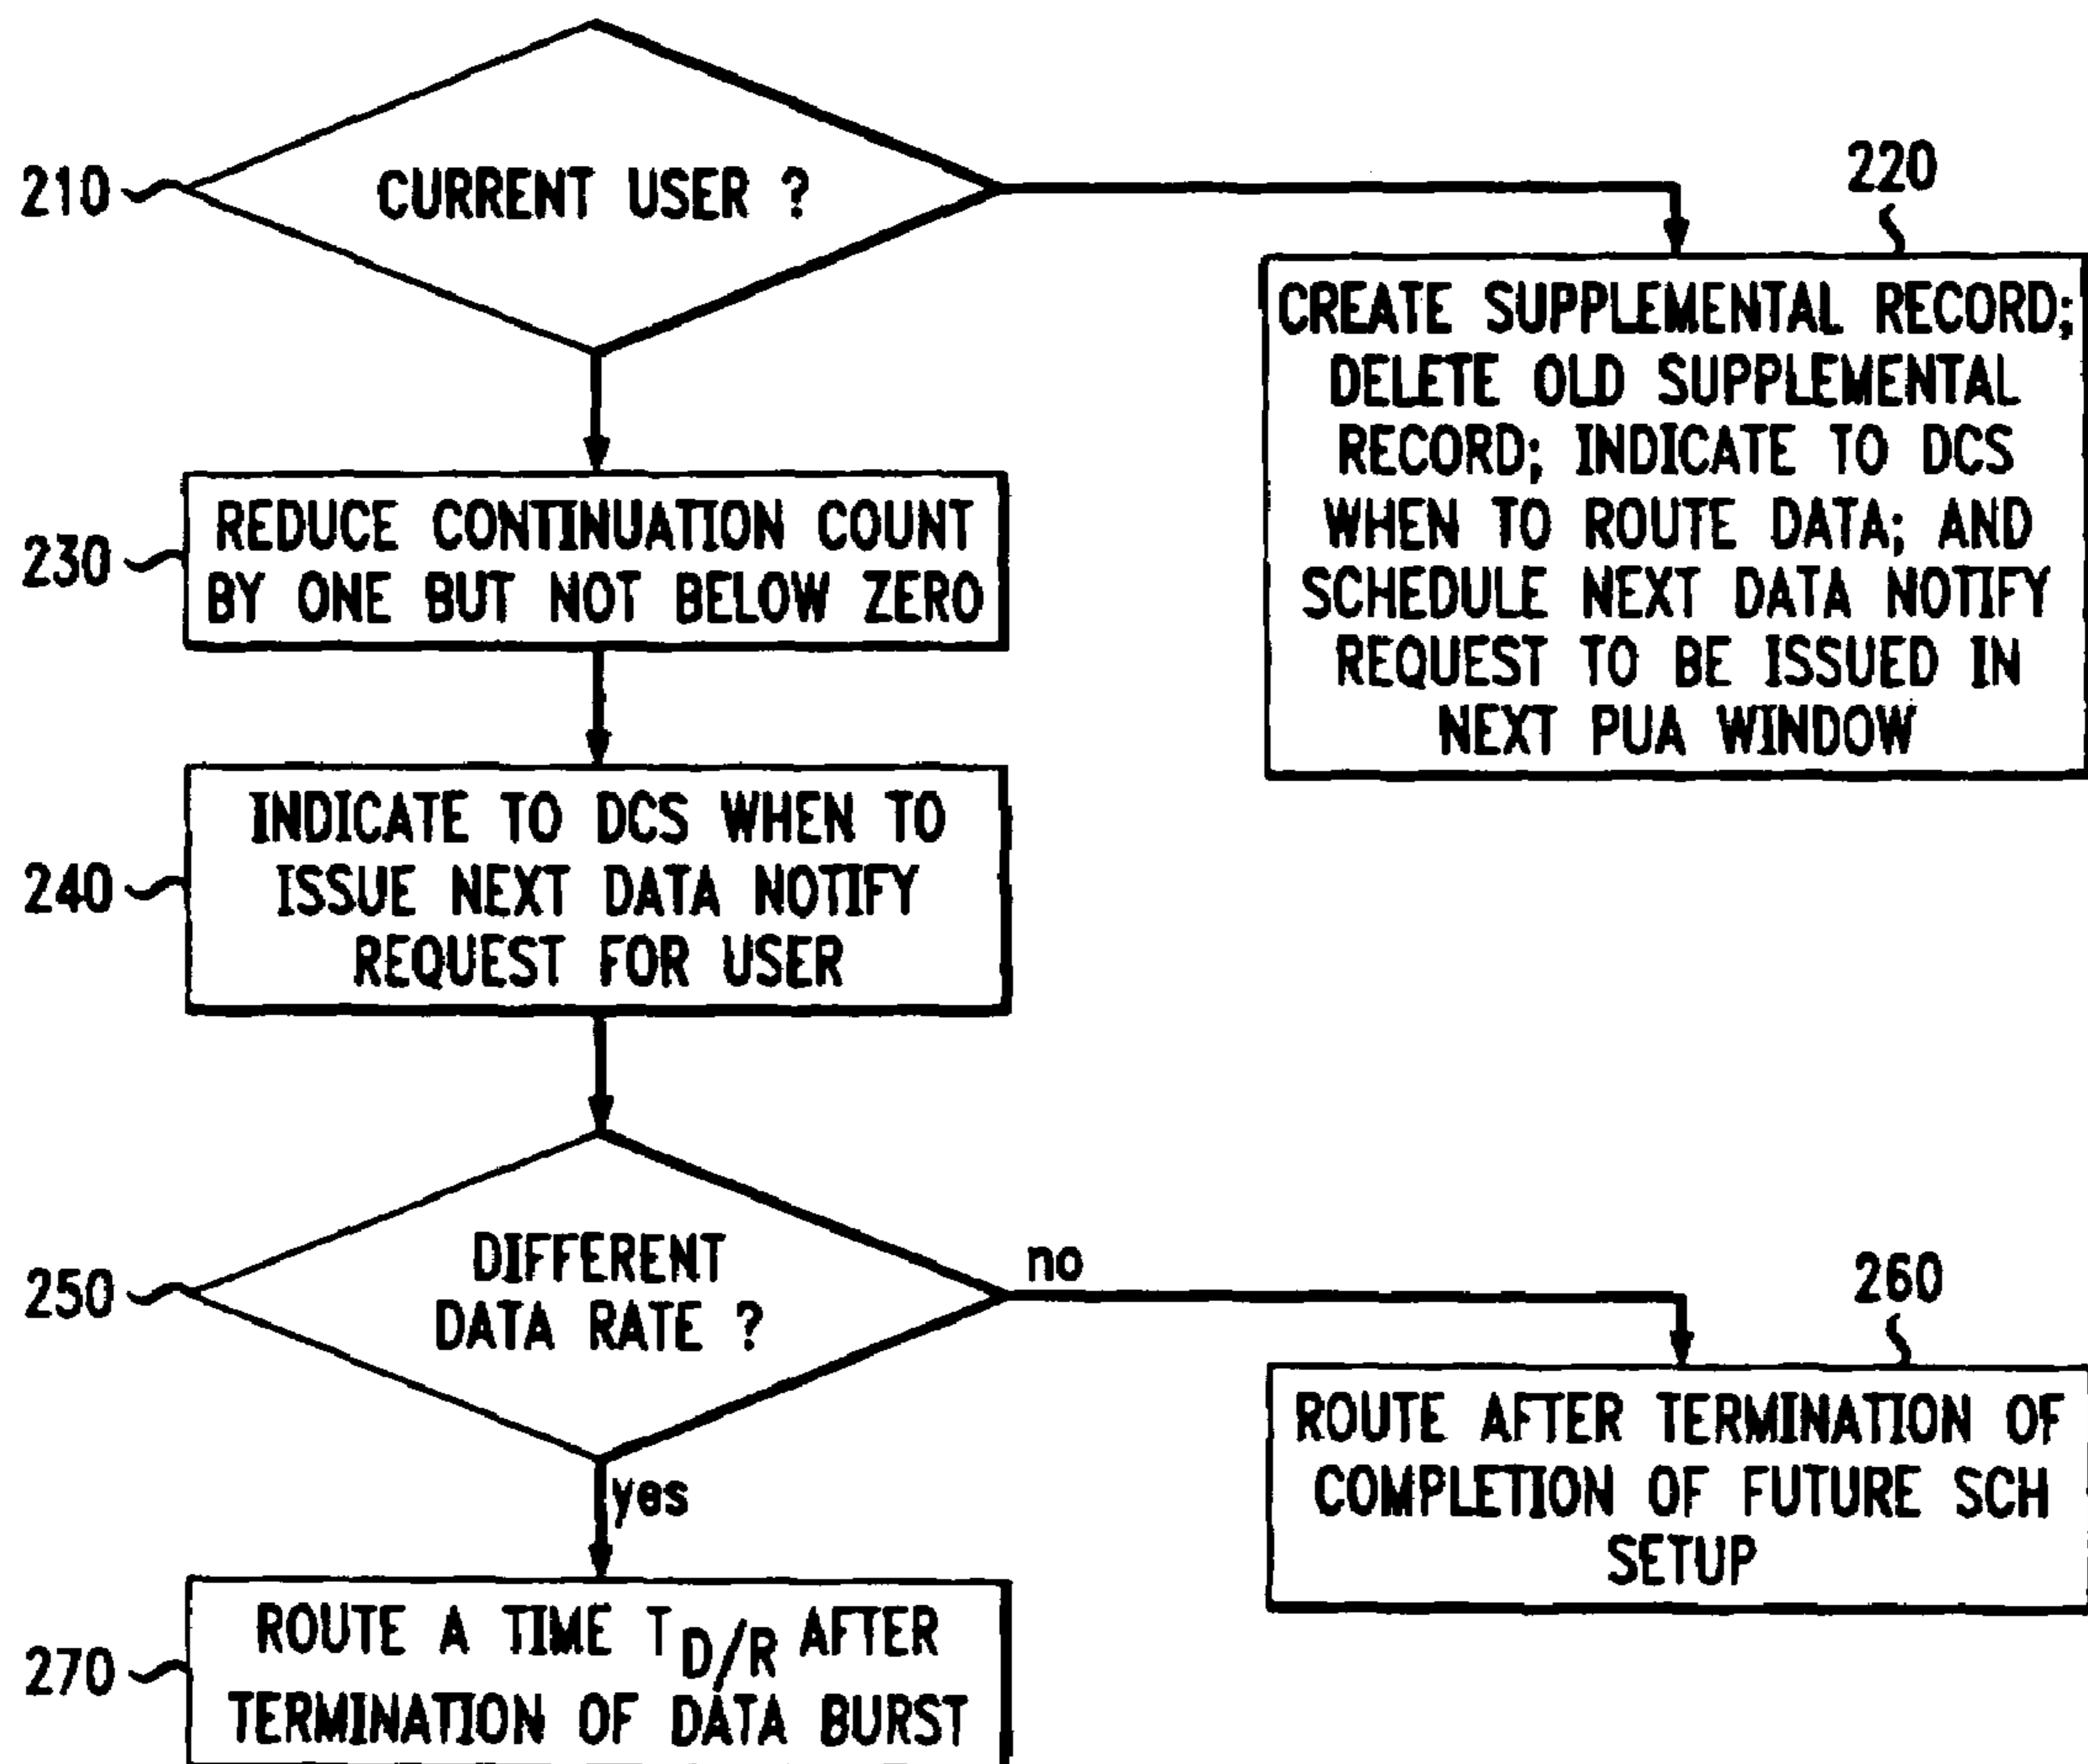 210
CURRENT USER ?
220
CREATE SUPPLEMENTAL RECORD;
DELETE OLD SUPPLEMENTAL
RECORD; INDICATE TO DCS
WHEN TO ROUTE DATA; AND
SCHEDULE NEXT DATA NOTIFY
REQUEST TO BE ISSUED IN
NEXT PUA WINDOW
230
REDUCE CONTINUATION COUNT
BY ONE BUT NOT BELOW ZERO
240
INDICATE TO DCS WHEN TO
ISSUE NEXT DATA NOTIFY
REQUEST FOR USER
250
DIFFERENT
DATA RATE ?
no
yes
260
ROUTE AFTER TERMINATION OF
COMPLETION OF FUTURE SCH
SETUP
270
ROUTE A TIME TD/R AFTER
TERMINATION OF DATA BURST